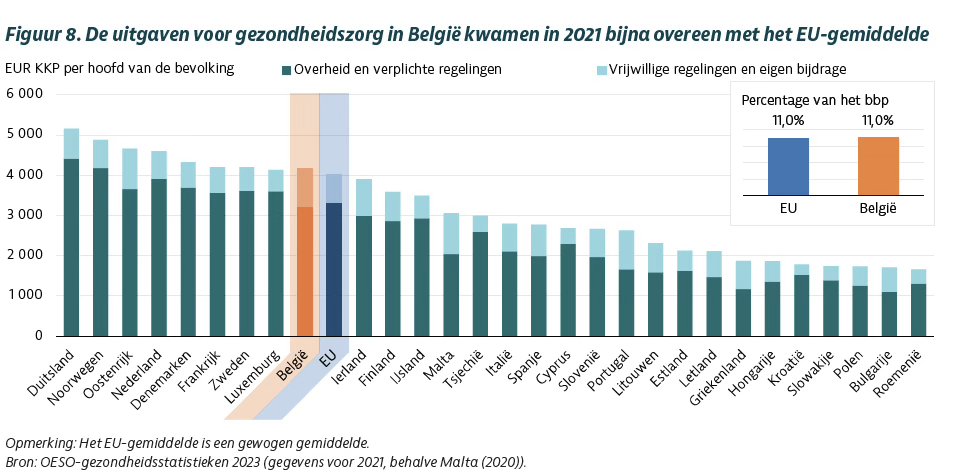 Figuur 8. De uitgaven voor gezondheidszorg in België kwamen in 2021 bijna overeen met het EU-gemiddelde
EUR KKP per hoofd van de bevolking
Overheid en verplichte regelingen
Vrijwillige regelingen en eigen bijdrage
6 000
5 000
4 000
3 000
2 000
1 000
0
Percentage van het bbp
11,0%
11,0%
EU
België
Duitsland
Noorwegen
Oostenrijk
Nederland
Denemarken
Frankrijk
Zweden
Luxemburg
België
EU
Ierland
Finland
IJsland
Malta
Tsjechië
Italië
Spanje
Cyprus
Slovenië
Portugal
Litouwen
Estland
Letland
Griekenland
Hongarije
Kroatië
Slowakije
Polen
Bulgarije
Roemenië
Opmerking: Het EU-gemiddelde is een gewogen gemiddelde.
Bron: OESO-gezondheidsstatistieken 2023 (gegevens voor 2021, behalve Malta (2020)).